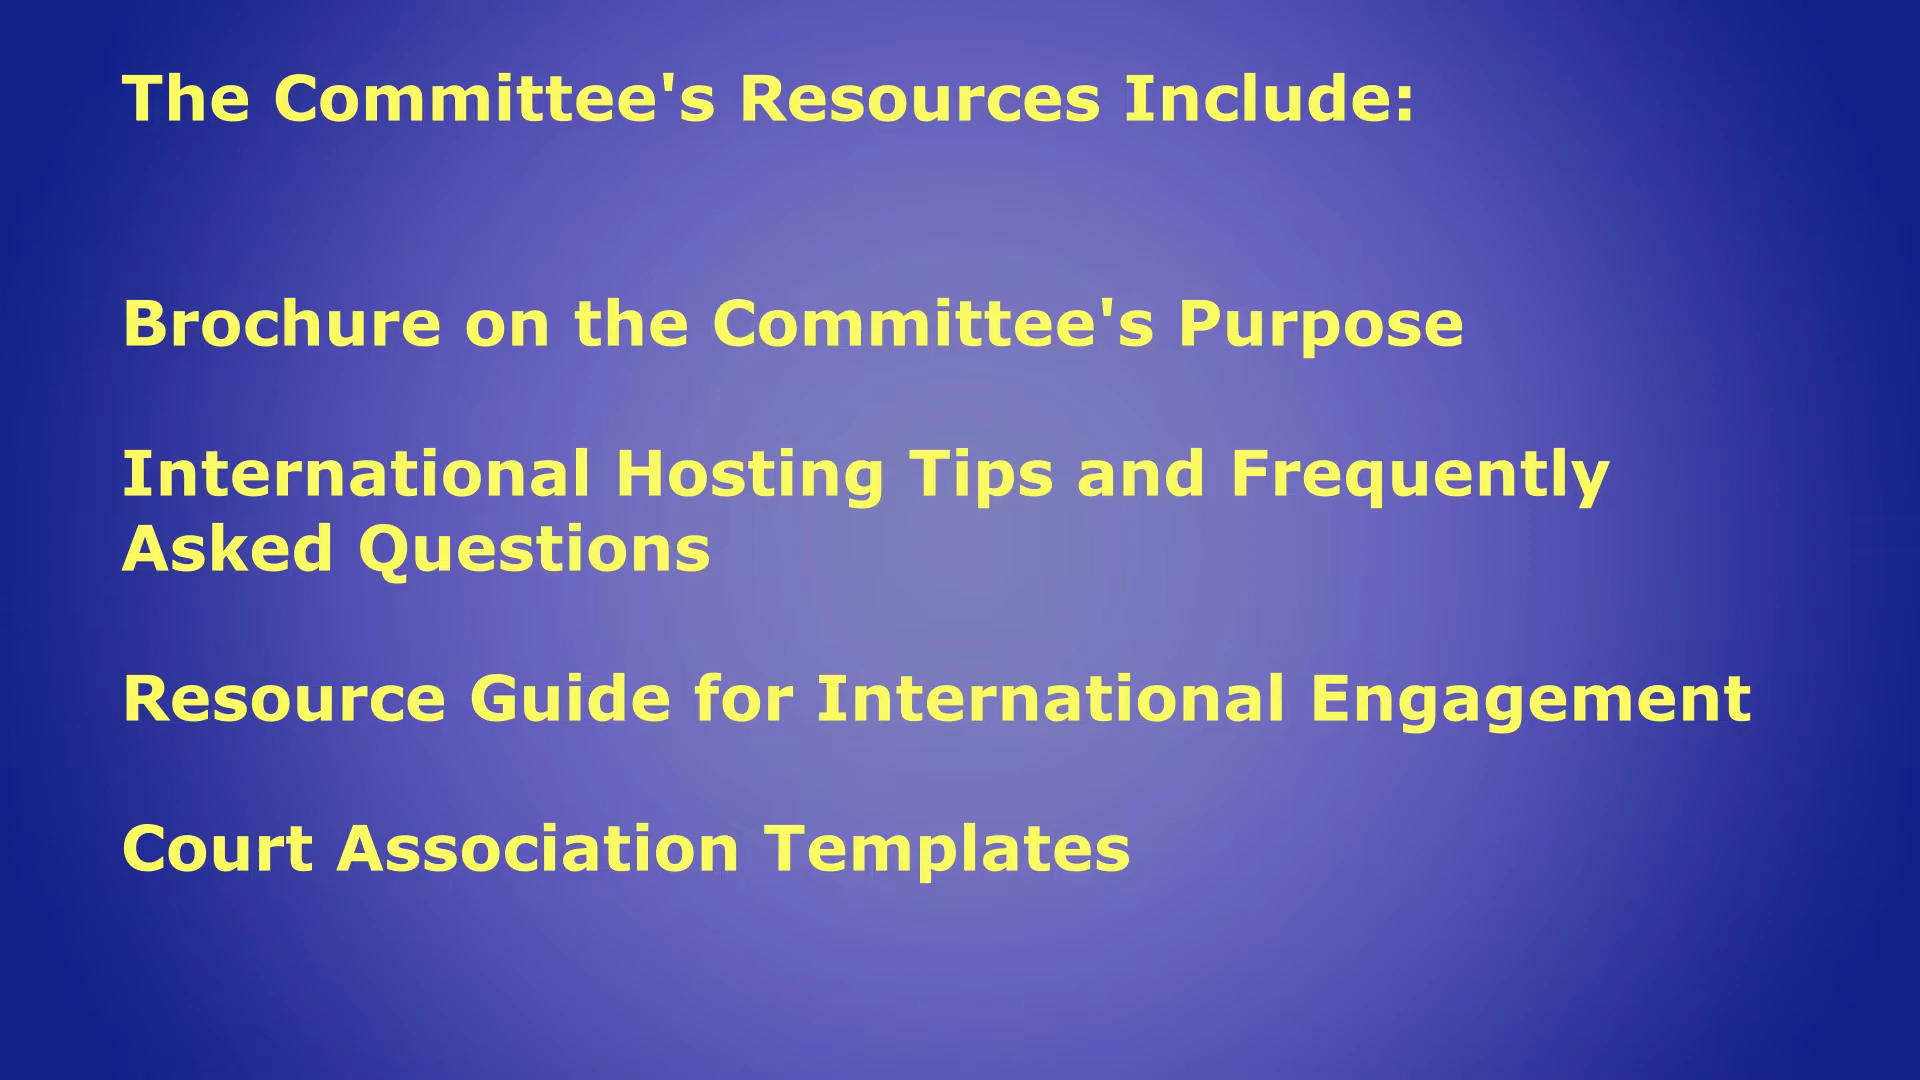 The Committee's Resources Include:
Brochure on the Committee's Purpose
International Hosting Tips and Frequently
Asked Questions
Resource Guide for International Engagement
Court Association Templates